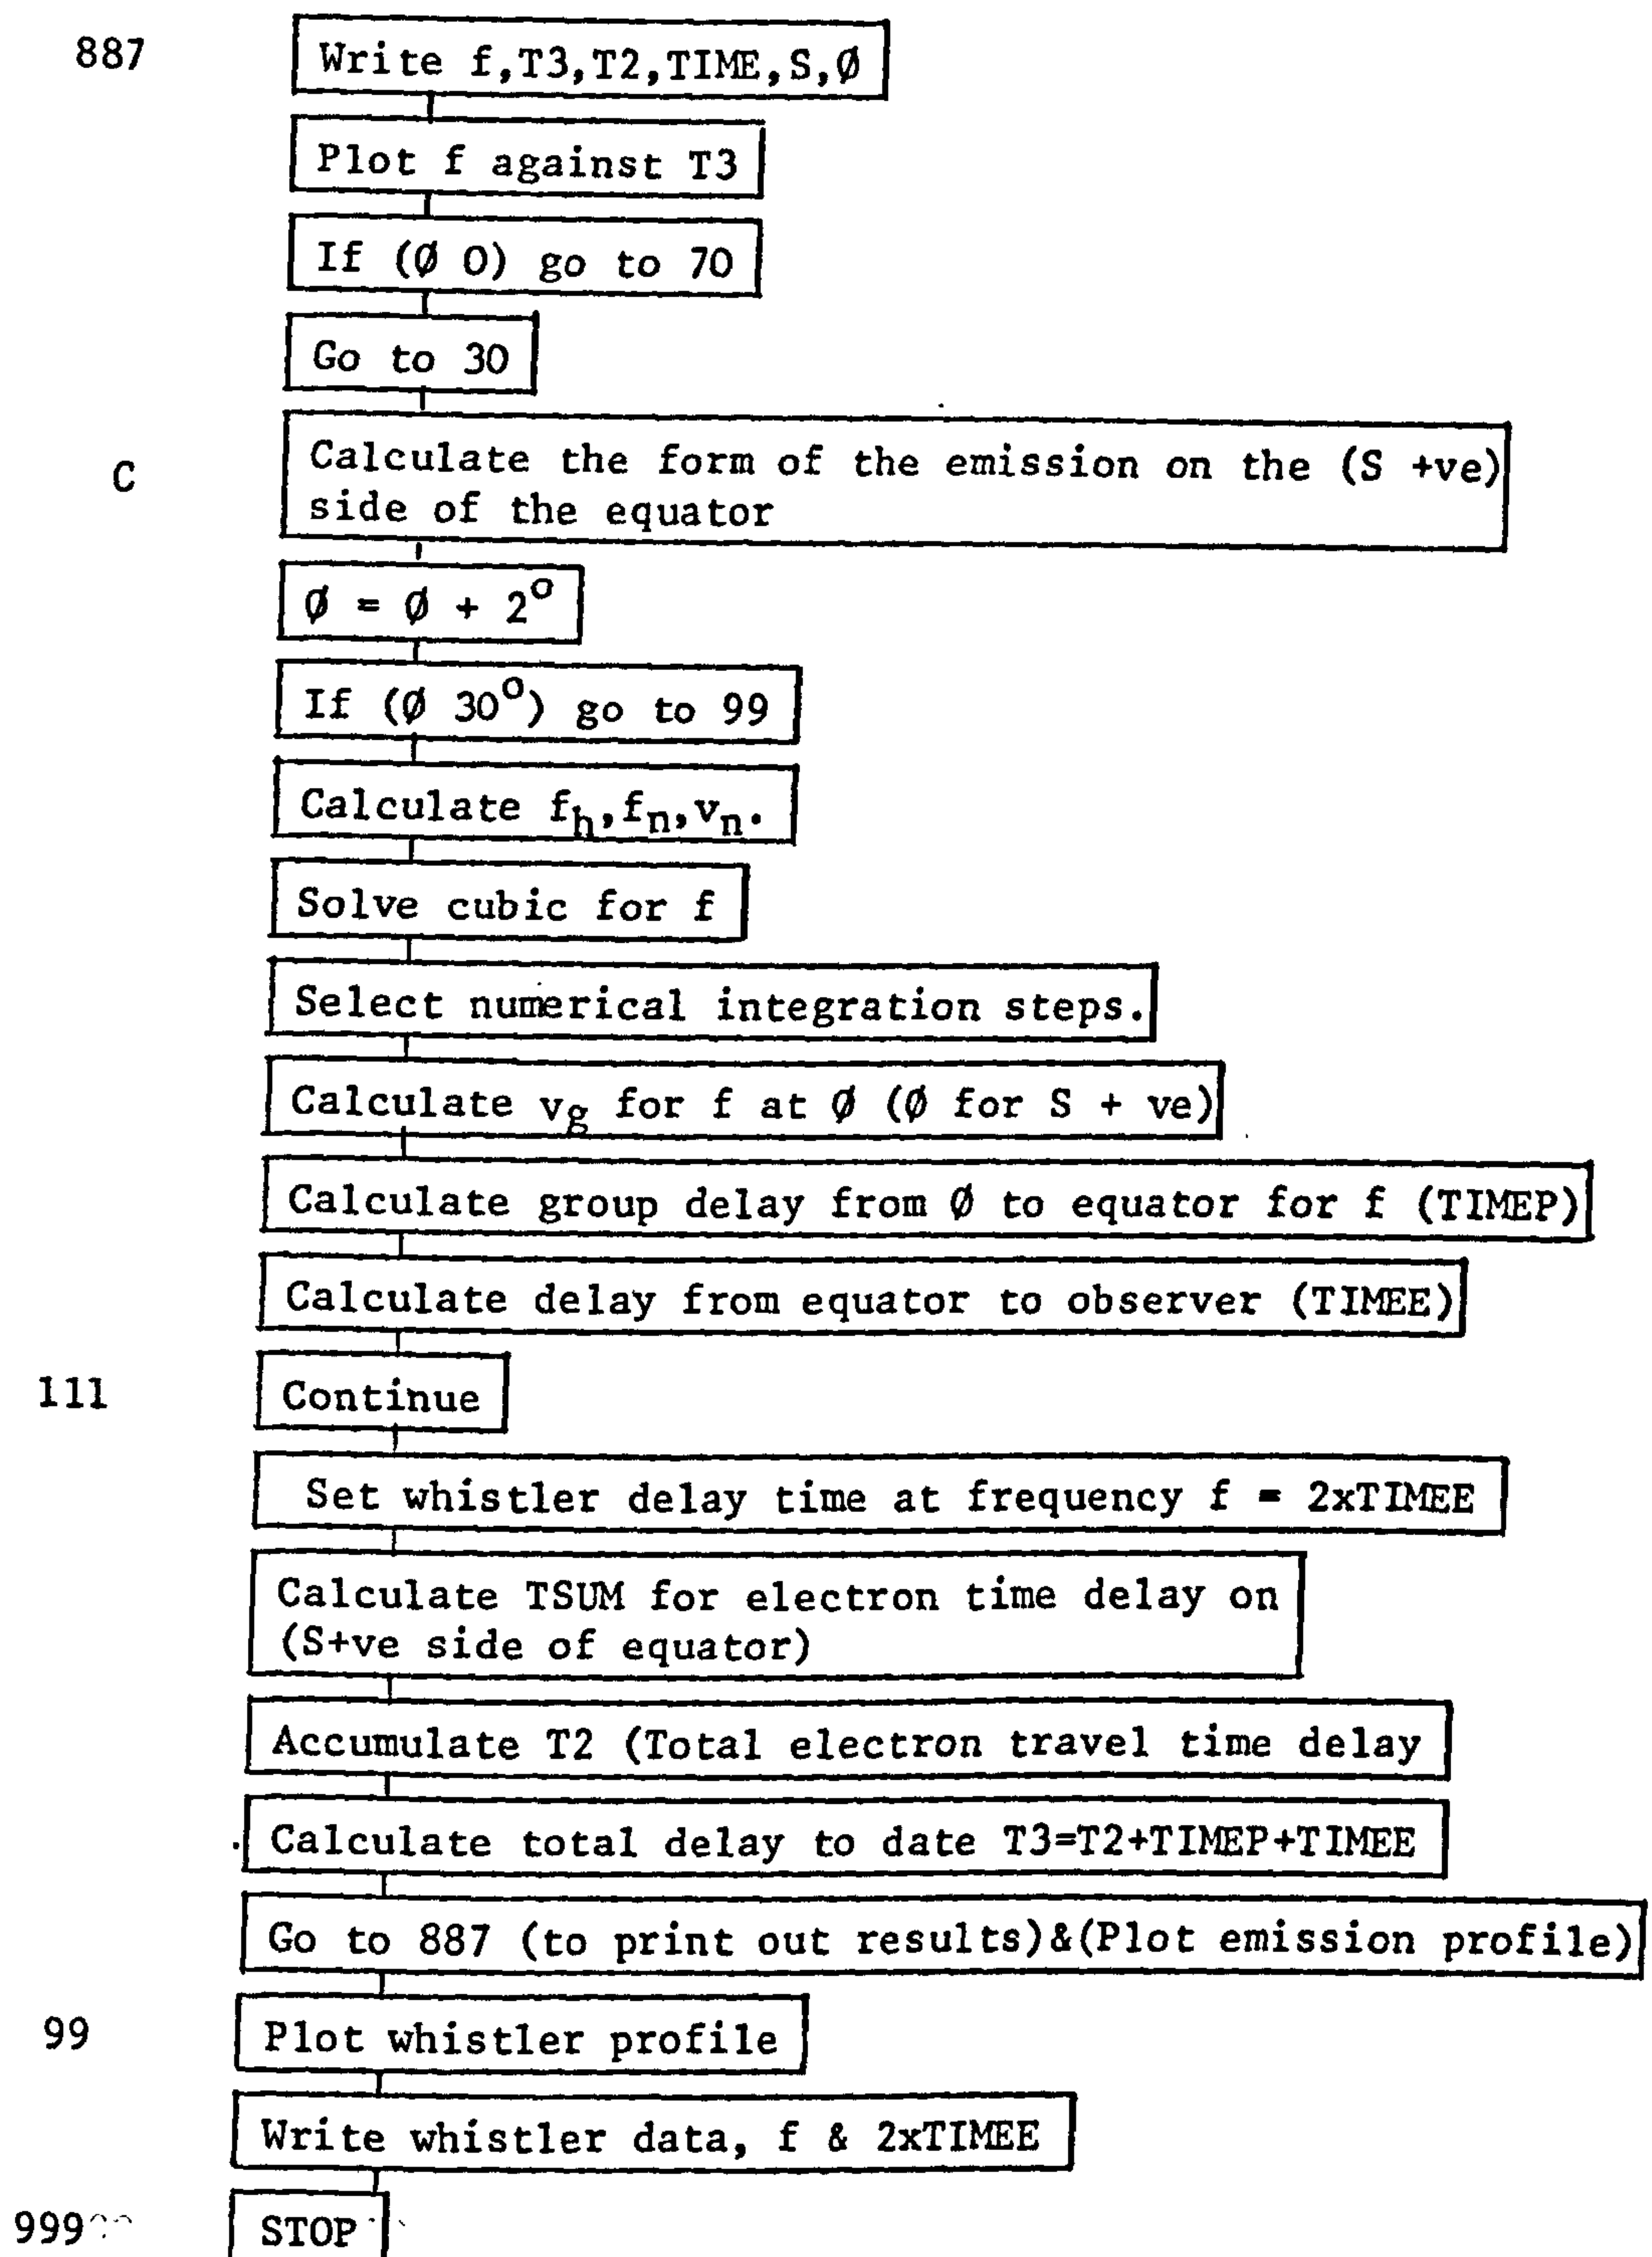 887 Write f,T3,T2,TIME,S,Ø
Plot f against T3
If (Ø O) go to 70
Go to 30
C Calculate the form of the emission on the (S +ve)
side of the equator
Ø = Ø + 2°
If (Ø 30°) go to 99
Calculate fh,fn,vn.
Solve cubic for f
Select numerical integration steps.
Calculate vg for f at Ø (Ø for S + ve)
Calculate group delay from Ø to equator for f (TIMEP)
Calculate delay from equator to observer (TIMEE)
111 Continue
Set whistler delay time at frequency f = 2xTIMEE
Calculate TSUM for electron time delay on
(S+ve side of equator)
Accumulate T2 (Total electron travel time delay
Calculate total delay to date T3=T2+TIMEP+TIMEE
Go to 887 (to print out results)&(Plot emission profile)
99 Plot whistler profile
Write whistler data, f & 2xTIMEE
999 STOP